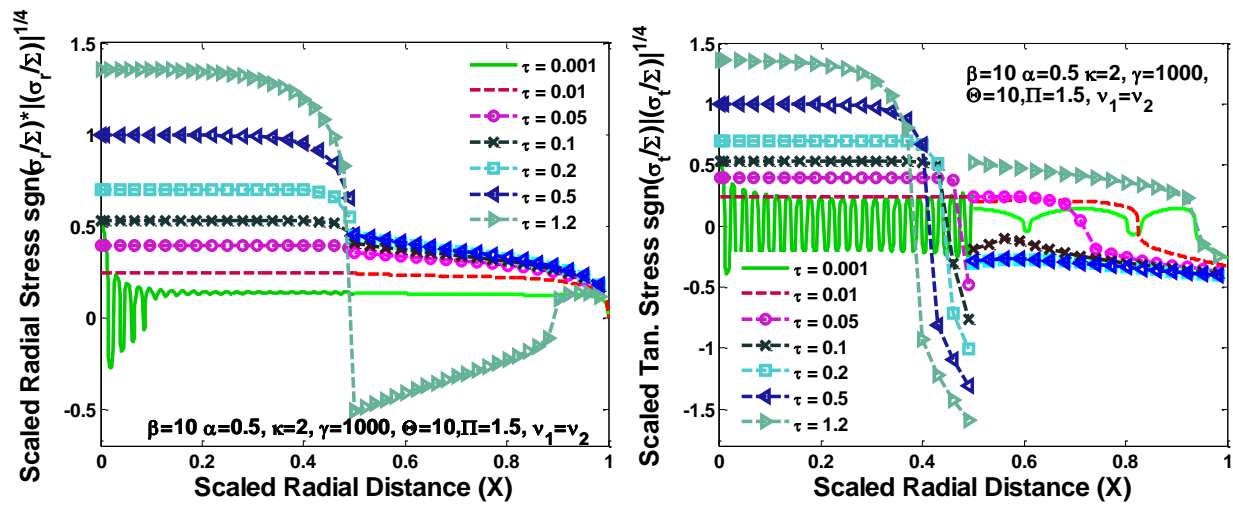 Scaled Radial Stress sgn(σr/Σ)*|(σr/Σ)|^1/4
1.5
1
0.5
0
-0.5
τ = 0.001
τ = 0.01
τ = 0.05
τ = 0.1
τ = 0.2
τ = 0.5
τ = 1.2
β=10 α=0.5, κ=2, γ=1000, Θ=10,Π=1.5, ν1=ν2
0 0.2 0.4 0.6 0.8 1
Scaled Radial Distance (X)
Scaled Tan. Stress sgn(σt/Σ)|(σt/Σ)|^1/4
1.5
1
0.5
0
-0.5
-1
-1.5
β=10 α=0.5 κ=2, γ=1000,
Θ=10,Π=1.5, ν1=ν2
τ = 0.001
τ = 0.01
τ = 0.05
τ = 0.1
τ = 0.2
τ = 0.5
τ = 1.2
0 0.2 0.4 0.6 0.8 1
Scaled Radial Distance (X)